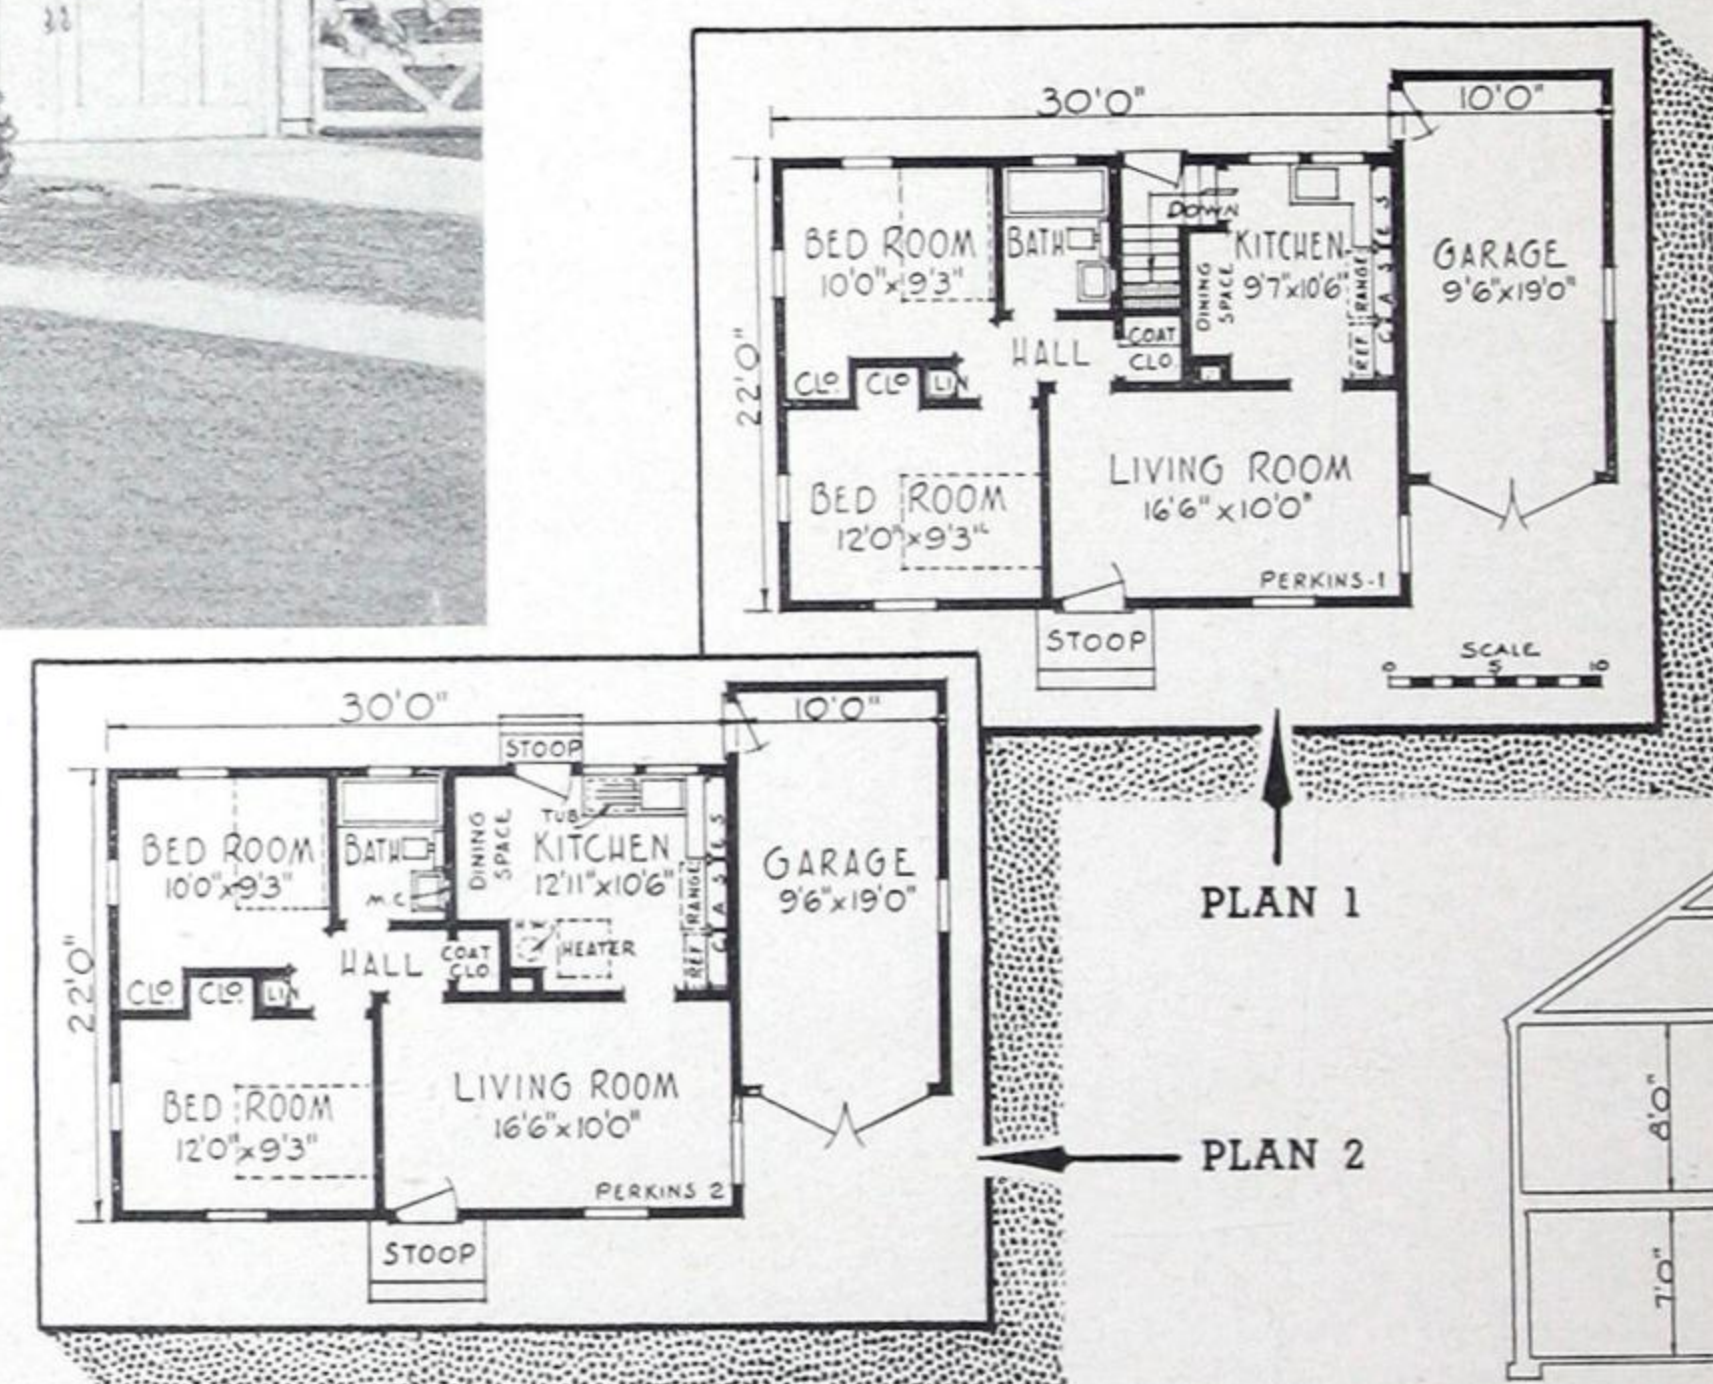 30'0"
10'0"
22'0"
BED ROOM
10'0"x9'3"
BATH
DOWN
KITCHEN
9'7"x10'6"
DINING
SPACE
RANGE
REF
GARAGE
9'6"x19'0"
HALL
COAT
CLO
CLO
CLO
LIN
BED ROOM
12'0"x9'3"
LIVING ROOM
16'6"x10'0"
PERKINS-1
STOOP
SCALE
0 5 10
PLAN 1
30'0"
10'0"
STOOP
22'0"
BED ROOM
10'0"x9'3"
BATH
M.C.
DINING
SPACE
TUB
KITCHEN
12'11"x10'6"
RANGE
REF
H W
HEATER
GARAGE
9'6"x19'0"
HALL
COAT
CLO.
CLO.
CLO.
LIN
BED ROOM
12'0"x9'3"
LIVING ROOM
16'6"x10'0"
PERKINS 2
STOOP
PLAN 2
8'0"
7'0"